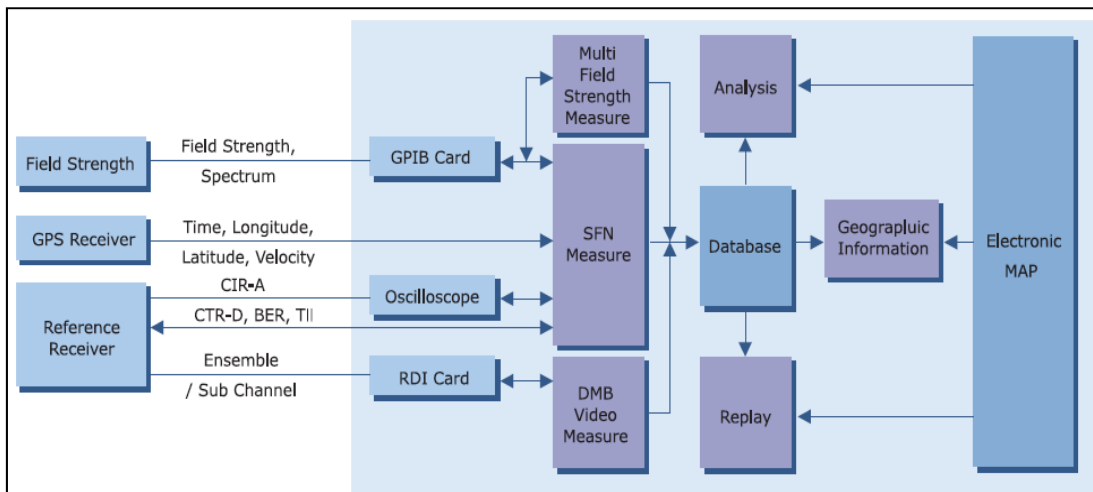 Field Strength
Field Strength,
Spectrum
GPIB Card
Multi
Field
Strength
Measure
GPS Receiver
Time, Longitude,
Latitude, Velocity
SFN
Measure
Reference
Receiver
CIR-A
Oscilloscope
CTR-D, BER, TII
Ensemble
/ Sub Channel
RDI Card
DMB
Video
Measure
Analysis
Database
Geographluic
Information
Replay
Electronic
MAP